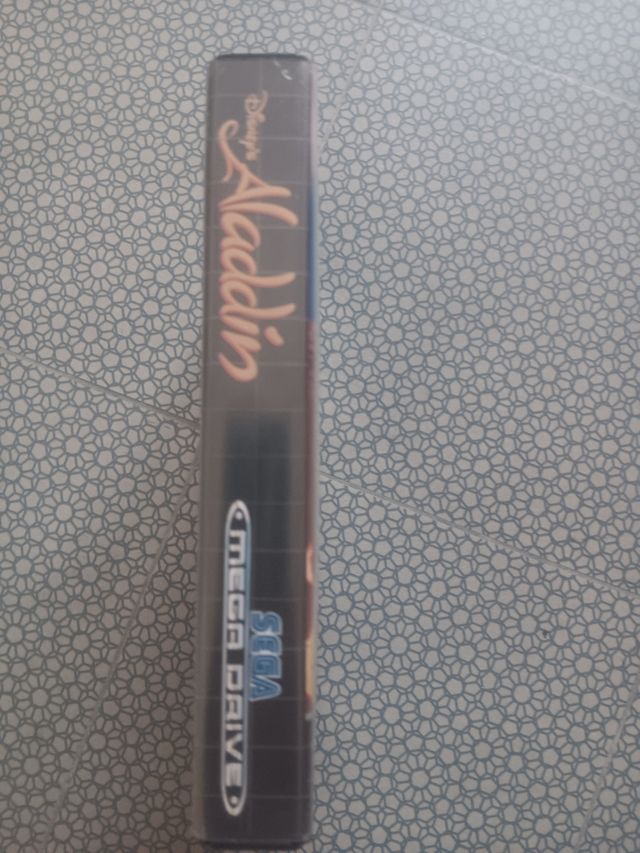 Disney's
Aladdin
SEGA
MEGA DRIVE